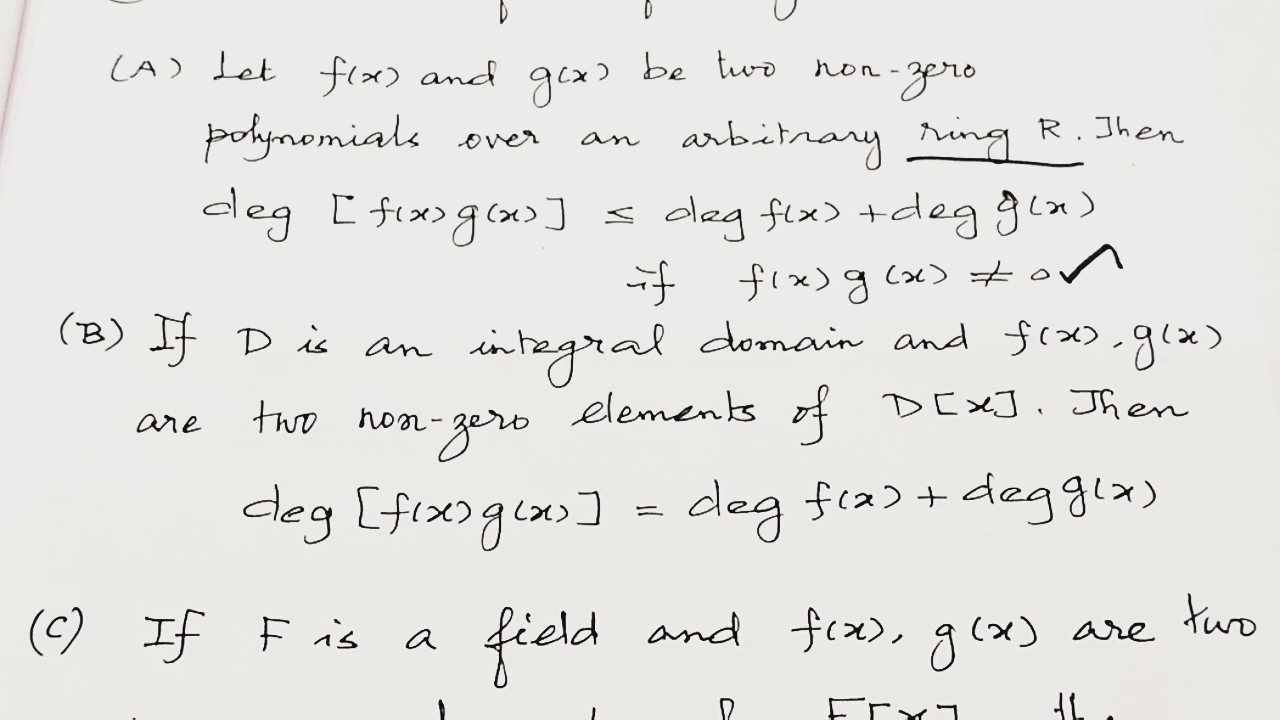 (A) Let f(x) and g(x) be two non-zero
polynomials over an arbitrary ring R. Then
deg [f(x)g(x)] ≤ deg f(x) + deg g(x)
if f(x)g(x) ≠ 0 ✓
(B) If D is an integral domain and f(x), g(x)
are two non-zero elements of D[x]. Then
deg [f(x)g(x)] = deg f(x) + deg g(x)
(C) If F is a field and f(x), g(x) are two
F[x]